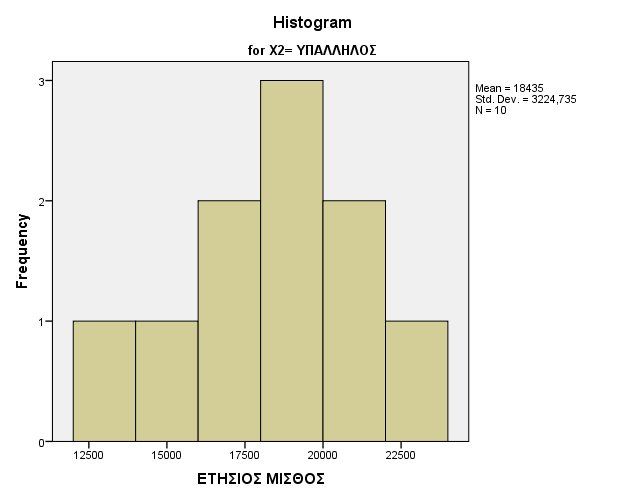 Histogram
for X2= ΥΠΑΛΛΗΛΟΣ
Mean = 18435
Std. Dev. = 3224,735
N = 10
Frequency
3
2
1
0
12500 15000 17500 20000 22500
ΕΤΗΣΙΟΣ ΜΙΣΘΟΣ